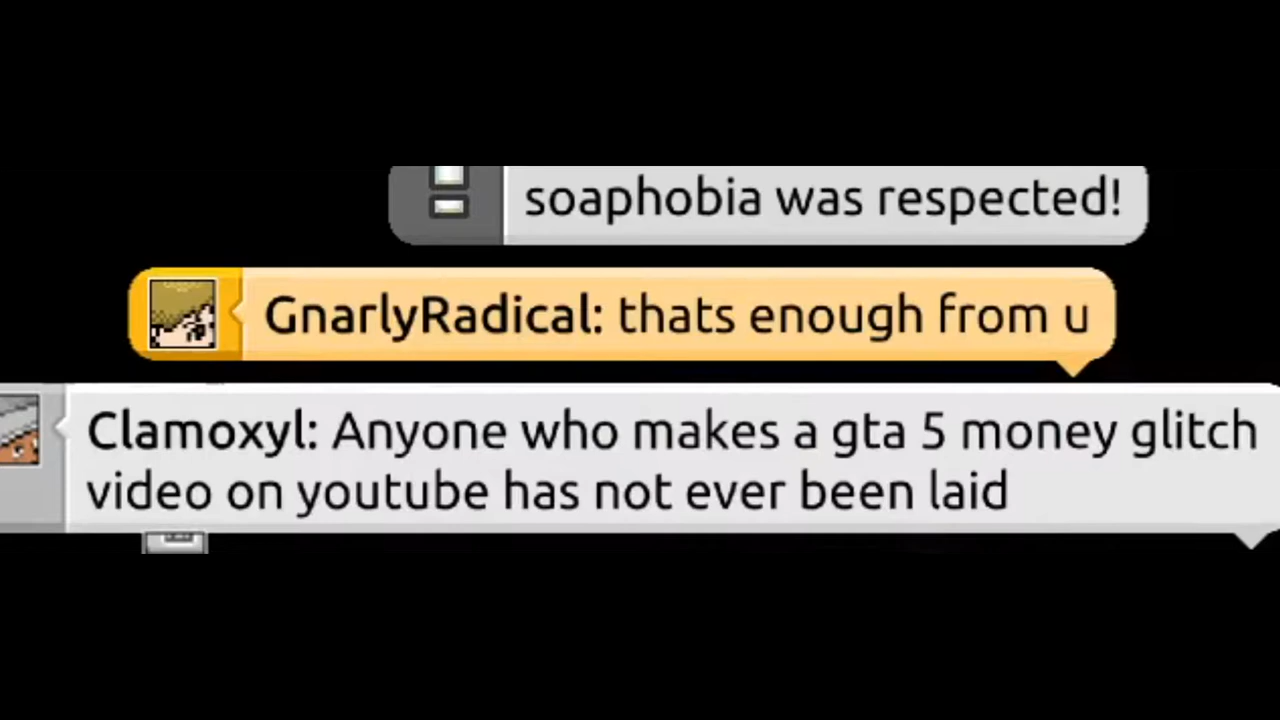 soaphobia was respected!
GnarlyRadical: thats enough from u
Clamoxyl: Anyone who makes a gta 5 money glitch
video on youtube has not ever been laid